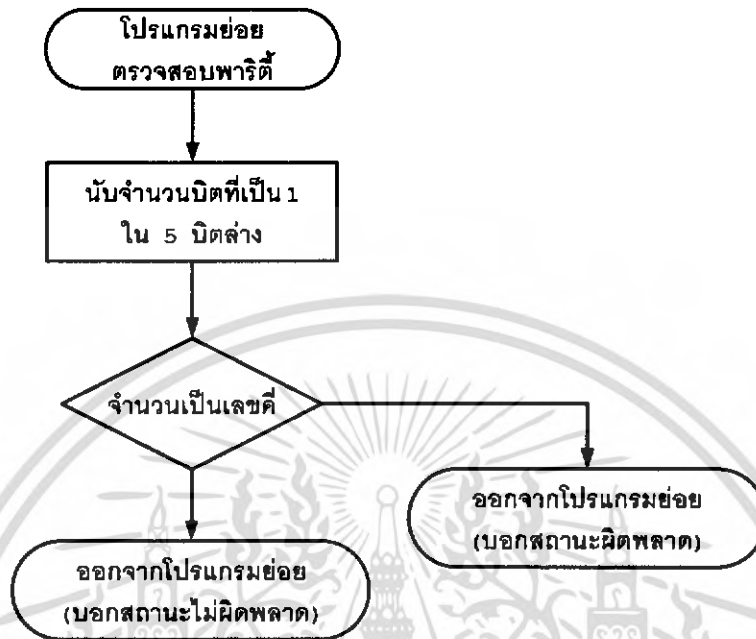 โปรแกรมย่อย
ตรวจสอบพาริตี้
นับจำนวนบิตที่เป็น 1
ใน 5 บิตล่าง
จำนวนเป็นเลขคี่
ออกจากโปรแกรมย่อย
(บอกสถานะผิดพลาด)
ออกจากโปรแกรมย่อย
(บอกสถานะไม่ผิดพลาด)